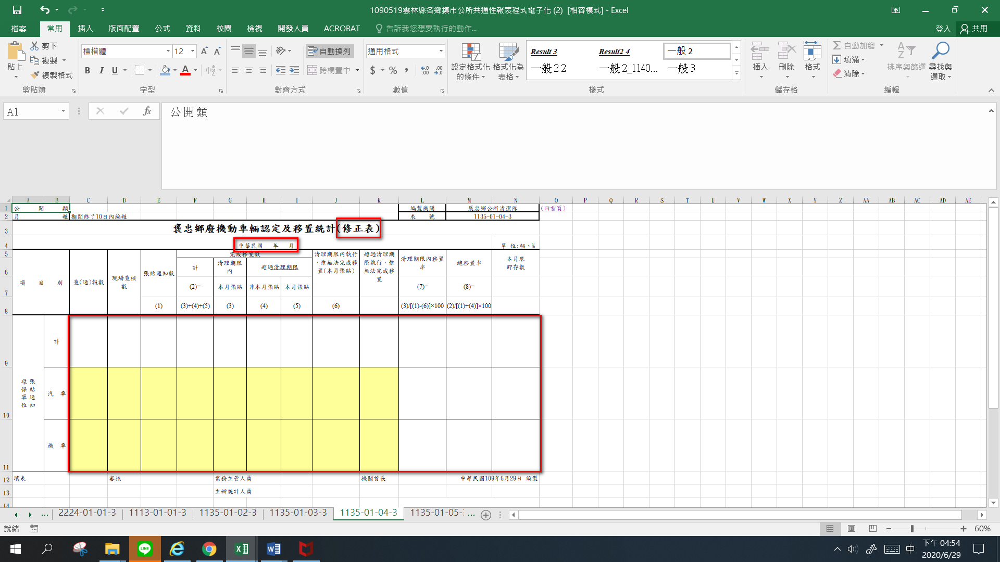 1090519雲林縣各鄉鎮市公所共通性報表程式電子化 (2)  [相容模式] - Excel
檔案 常用 插入 版面配置 公式 資料 校閱 檢視 開發人員 ACROBAT 告訴我您想要執行的動作... 登入 共用
貼上 剪下 複製 複製格式 剪貼簿
標楷體 12 A A B I U A 中 字型
自動換列 跨欄置中 對齊方式
通用格式 $ % , 數值
設定格式化的條件 格式化為表格
Result 3 Result2 4 一般 2
一般 2 2 一般 2_1140... 一般 3
樣式
插入 刪除 格式 儲存格
自動加總 填滿 清除 排序與篩選 尋找與選取 編輯
A1 fx 公開類
A B C D E F G H I J K L M N O P Q R S T U V W X Y Z AA AB AC AD AE
1 公 開 類 編製機關 褒忠鄉公所清潔隊 (回首頁)
2 月 報 期間終了10日內編報 表 號 1135-01-04-3
3 褒忠鄉廢機動車輛認定及移置統計(修正表)
4 中華民國 年 月 單位:輛、%
5 完成移置數
6 項 目 別 查(通)報數 現場查核數 張貼通知數 計 清理期限內 超過清理期限 清理期限內執行，惟無法完成移置(本月張貼) 超過清理期限執行，惟無法完成移置 清理期限內移置率 總移置率 本月底貯存數
7 (2)= 本月張貼 非本月張貼 本月張貼 (7)= (8)=
8 (1) (3)+(4)+(5) (3) (4) (5) (6) (3)/[(1)-(6)]×100 (2)/[(1)+(4)]×100
9 計
環保單位張貼通知
10 汽 車
11 機 車
12 填表 審核 業務主管人員 機關首長 中華民國109年6月29日 編製
13 主辦統計人員
14
... 2224-01-01-3 1113-01-01-3 1135-01-02-3 1135-01-03-3 1135-01-04-3 1135-01-05- ...
就緒 60%
LINE 中 下午 04:54
2020/6/29